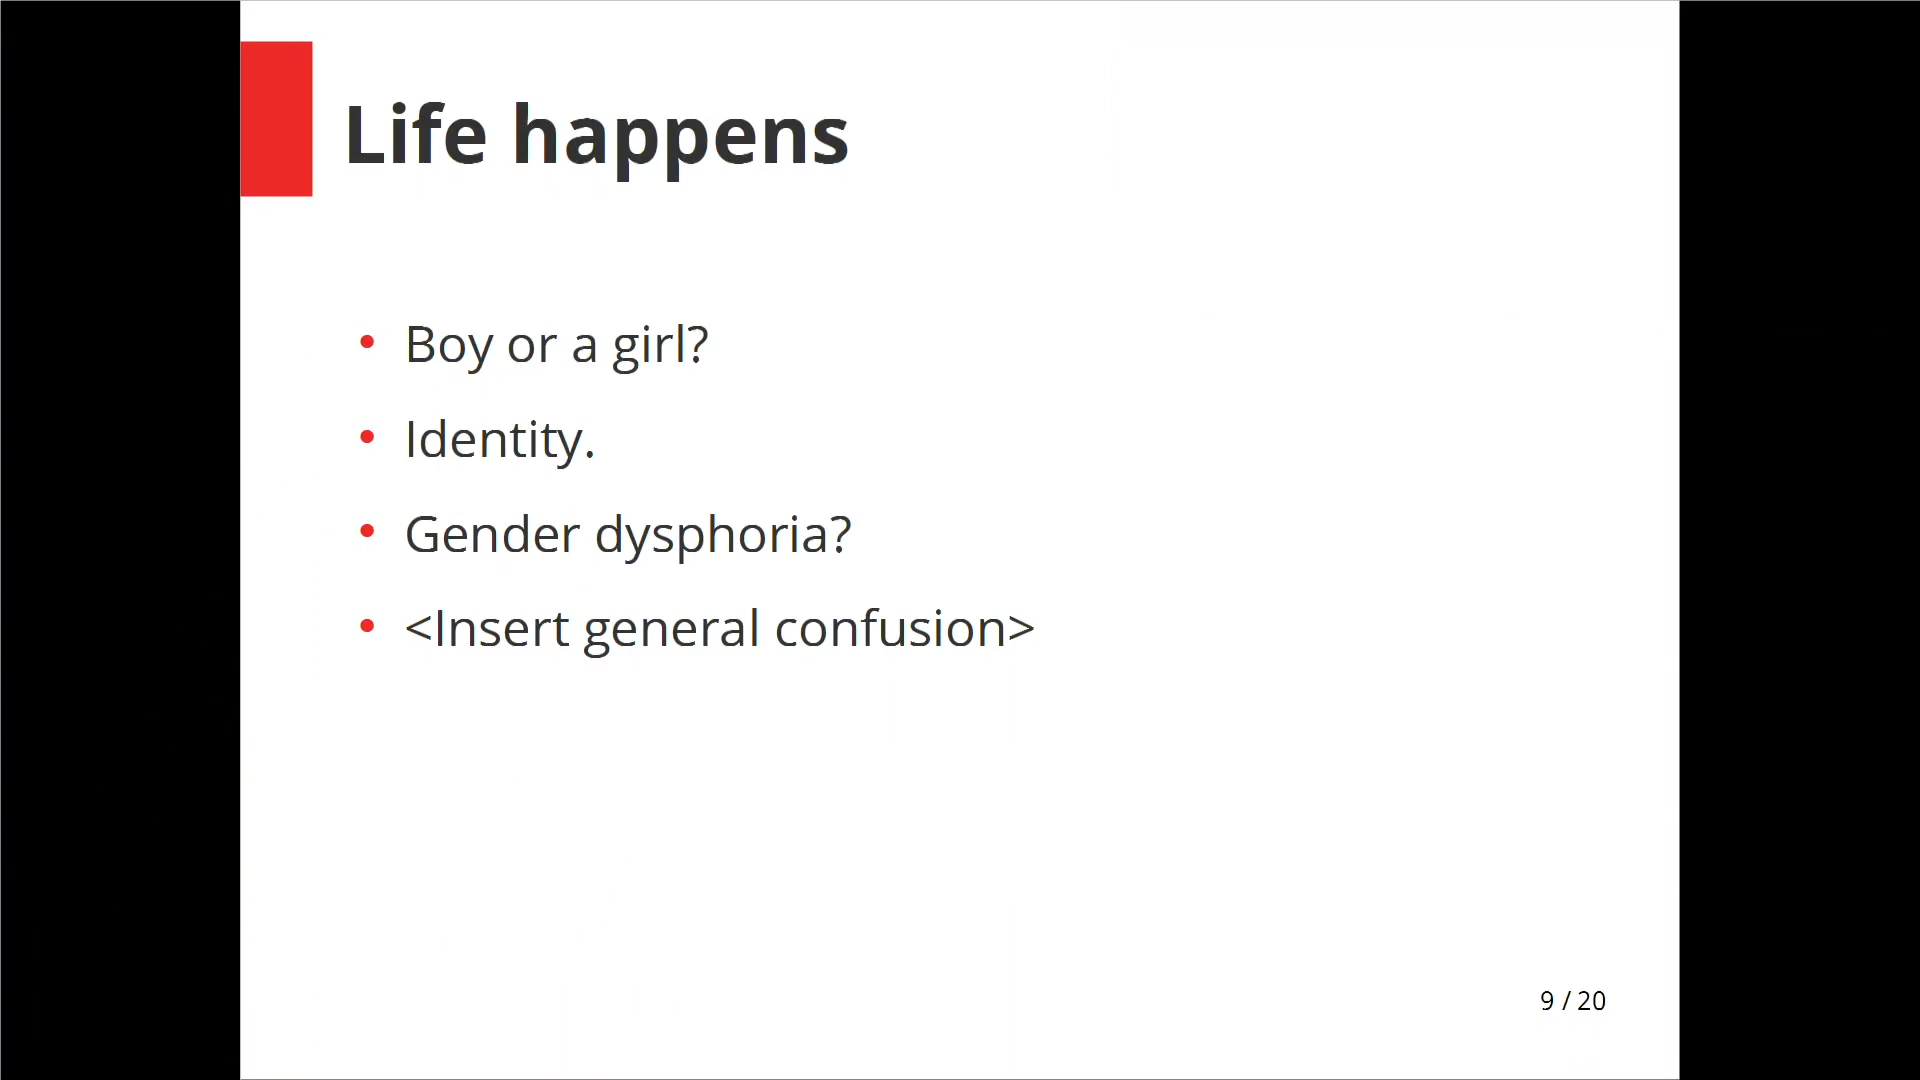 Life happens
• Boy or a girl?
• Identity.
• Gender dysphoria?
• <Insert general confusion>
9 / 20